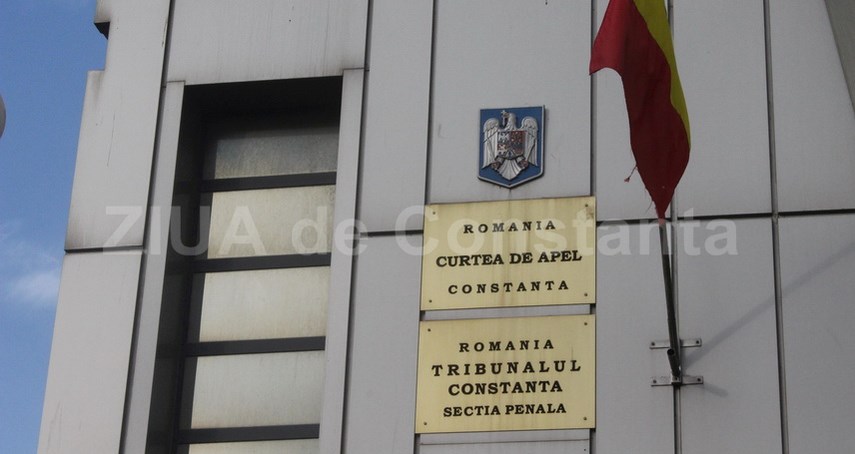 ZIUA de Constanta
ROMANIA
CURTEA DE APEL
CONSTANTA
ROMANIA
TRIBUNALUL
CONSTANTA
SECTIA PENALA